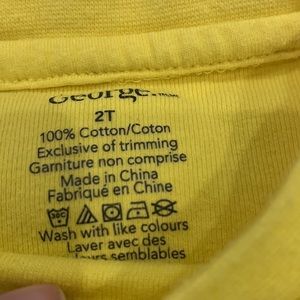 George.
2T
100% Cotton/Coton
Exclusive of trimming
Garniture non comprise
Made in China
Fabriqué en Chine
Wash with like colours
Laver avec des
leurs semblables